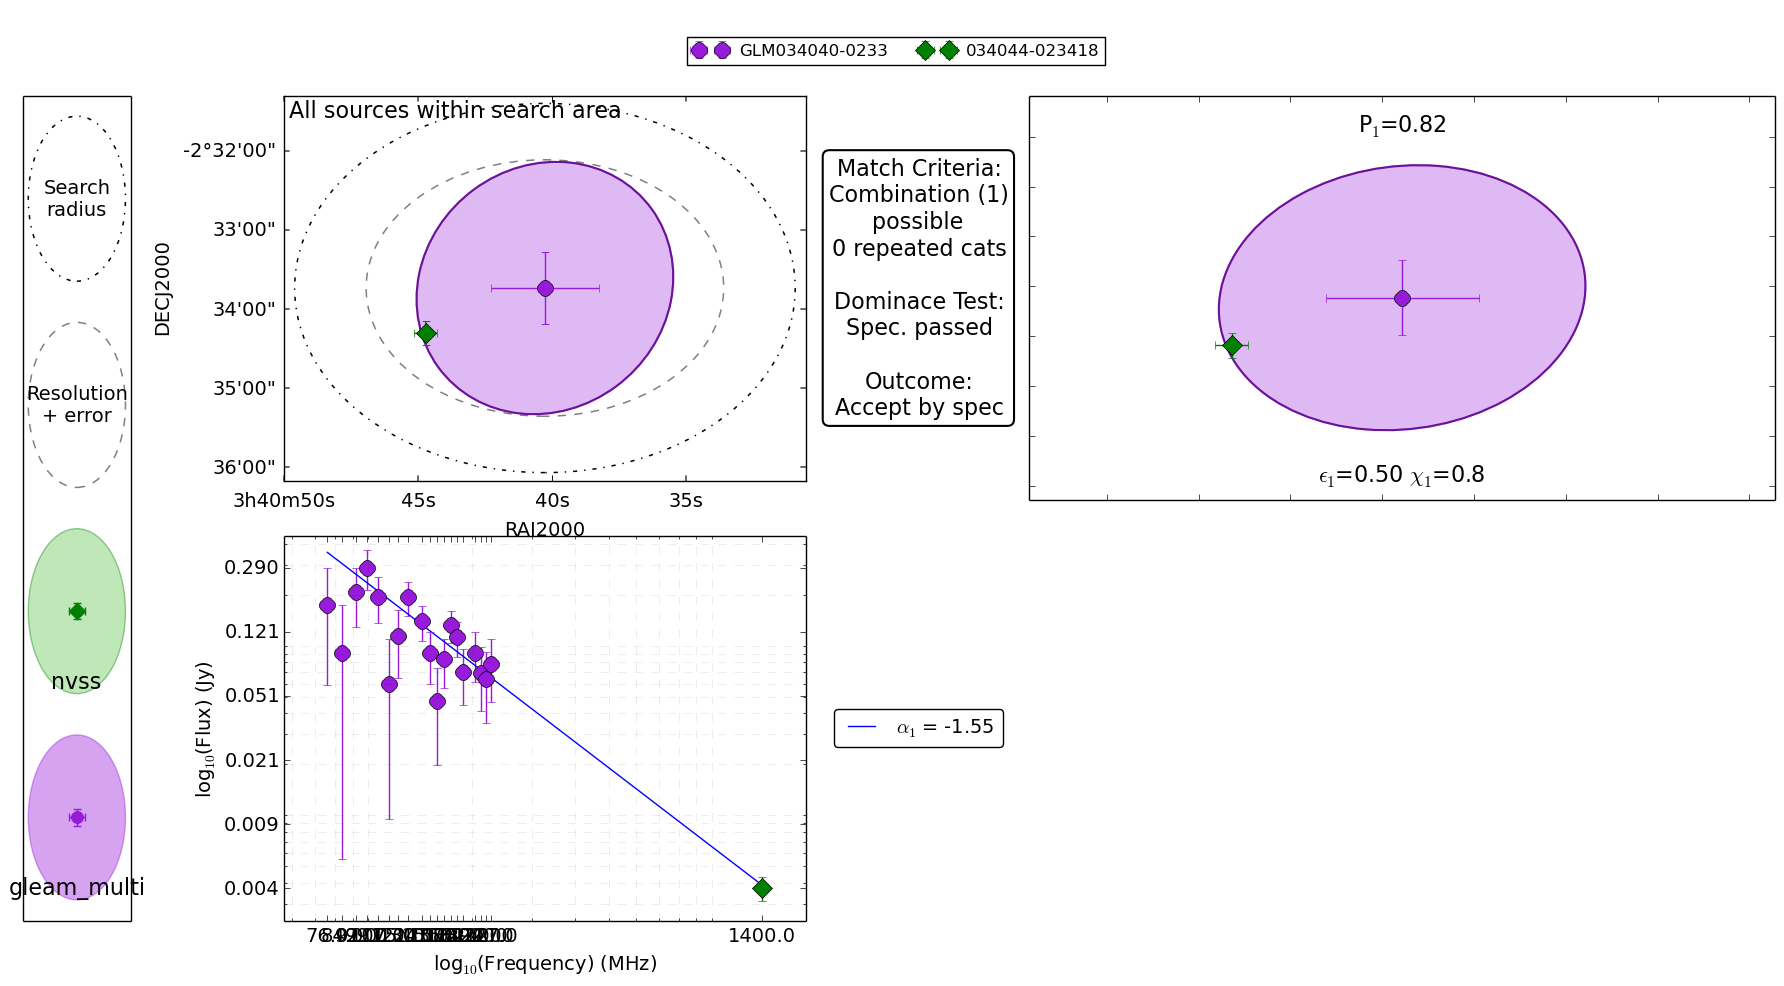 GLM034040-0233 034044-023418
Search
radius
Resolution
+ error
nvss
gleam_multi
All sources within search area
DECJ2000
-2°32'00"
33'00"
34'00"
35'00"
36'00"
3h40m50s 45s 40s 35s
RAJ2000
Match Criteria:
Combination (1)
possible
0 repeated cats
Dominace Test:
Spec. passed
Outcome:
Accept by spec
P₁=0.82
ϵ₁=0.50 χ₁=0.8
log₁₀(Flux) (Jy)
0.290
0.121
0.051
0.021
0.009
0.004
1400.0
log₁₀(Frequency) (MHz)
α₁ = -1.55